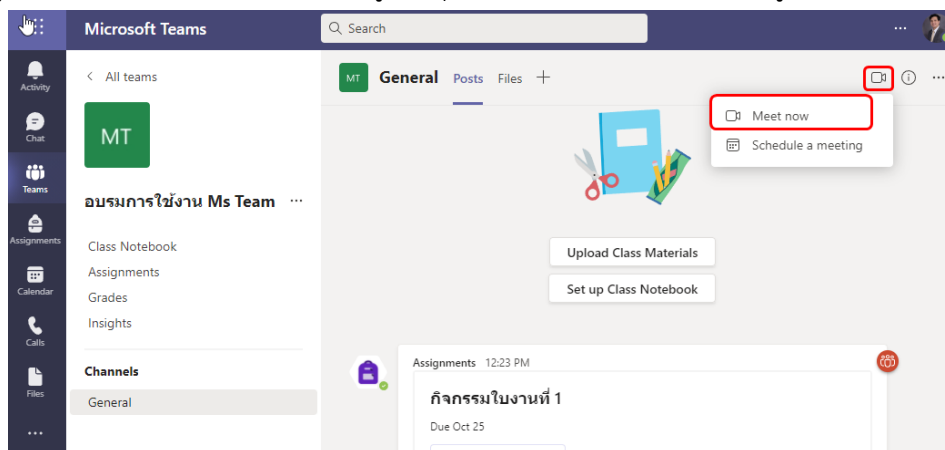 Microsoft Teams
Search
Activity
Chat
Teams
Assignments
Calendar
Calls
Files
< All teams
MT
อบรมการใช้งาน Ms Team ...
Class Notebook
Assignments
Grades
Insights
Channels
General
MT General Posts Files +
Meet now
Schedule a meeting
Upload Class Materials
Set up Class Notebook
Assignments 12:23 PM
กิจกรรมใบงานที่ 1
Due Oct 25